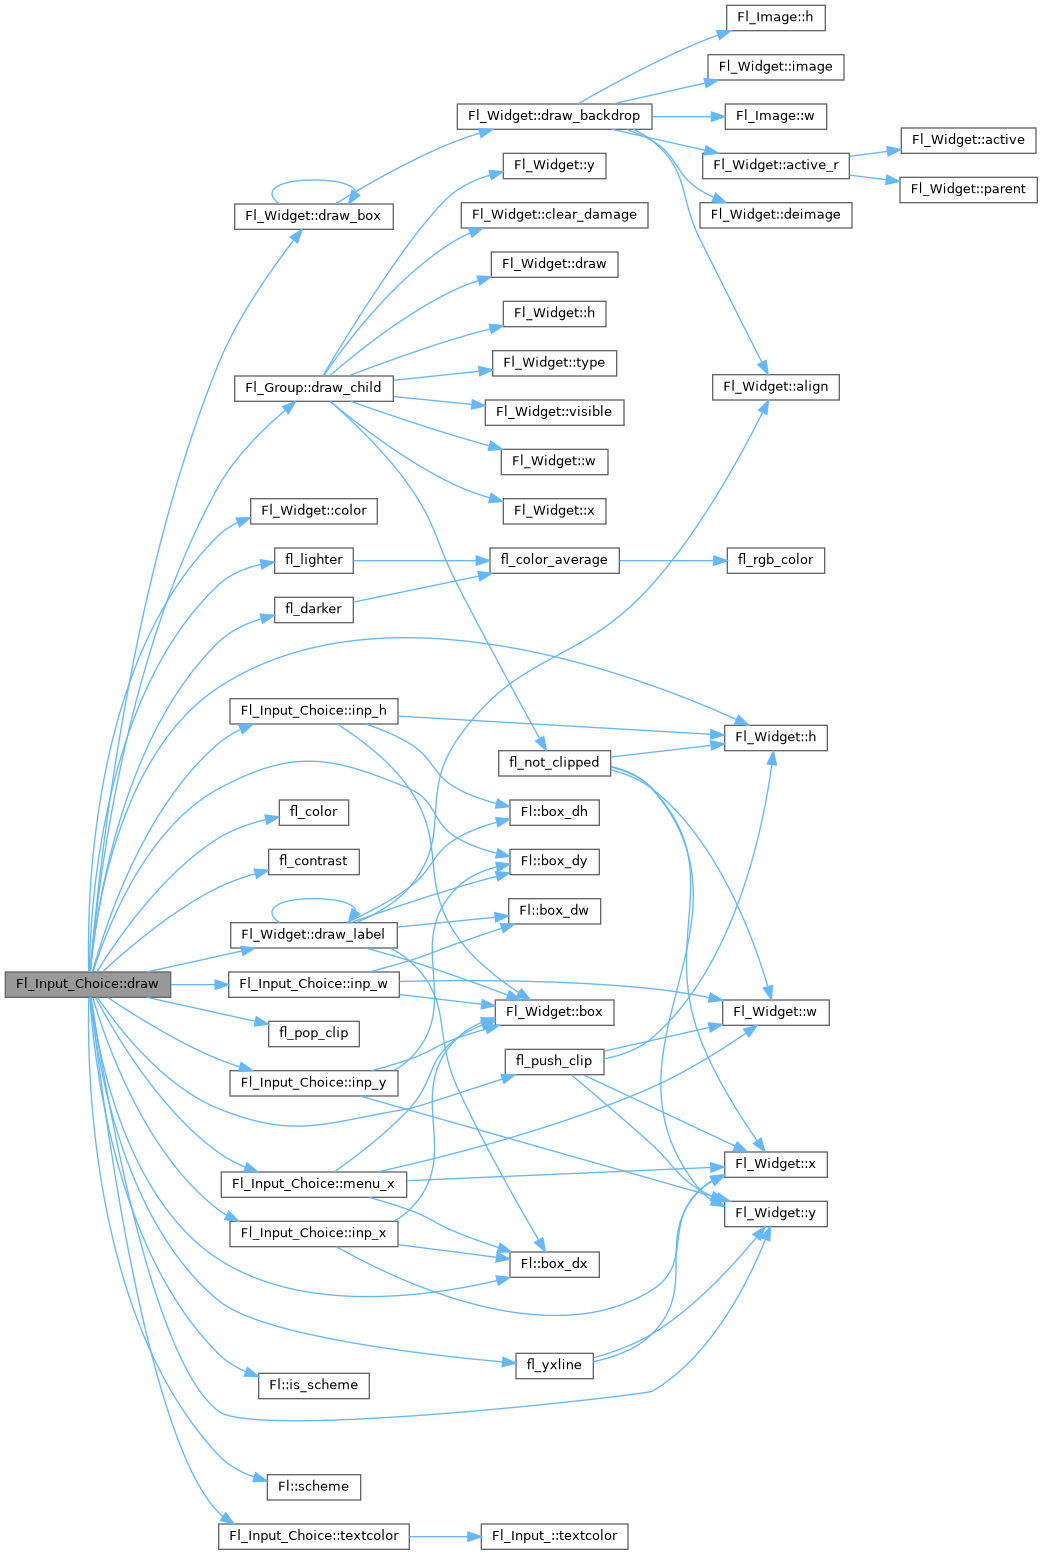 Fl_Image::h
Fl_Widget::image
Fl_Widget::draw_backdrop
Fl_Image::w
Fl_Widget::active
Fl_Widget::y
Fl_Widget::active_r
Fl_Widget::parent
Fl_Widget::draw_box
Fl_Widget::clear_damage
Fl_Widget::deimage
Fl_Widget::draw
Fl_Widget::h
Fl_Widget::type
Fl_Group::draw_child
Fl_Widget::align
Fl_Widget::visible
Fl_Widget::w
Fl_Widget::color
Fl_Widget::x
fl_lighter
fl_color_average
fl_rgb_color
fl_darker
Fl_Input_Choice::inp_h
Fl_Widget::h
fl_not_clipped
fl_color
Fl::box_dh
fl_contrast
Fl::box_dy
Fl_Widget::draw_label
Fl::box_dw
Fl_Input_Choice::draw
Fl_Input_Choice::inp_w
Fl_Widget::box
Fl_Widget::w
fl_pop_clip
fl_push_clip
Fl_Input_Choice::inp_y
Fl_Widget::x
Fl_Input_Choice::menu_x
Fl_Widget::y
Fl_Input_Choice::inp_x
Fl::box_dx
fl_yxline
Fl::is_scheme
Fl::scheme
Fl_Input_Choice::textcolor
Fl_Input_::textcolor